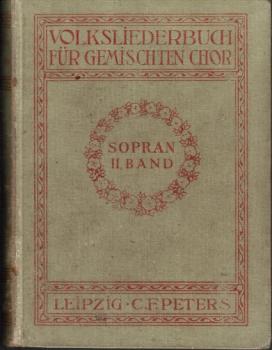 VOLKSLIEDERBUCH
FÜR GEMISCHTEN CHOR
SOPRAN
II. BAND
LEIPZIG · C. F. PETERS